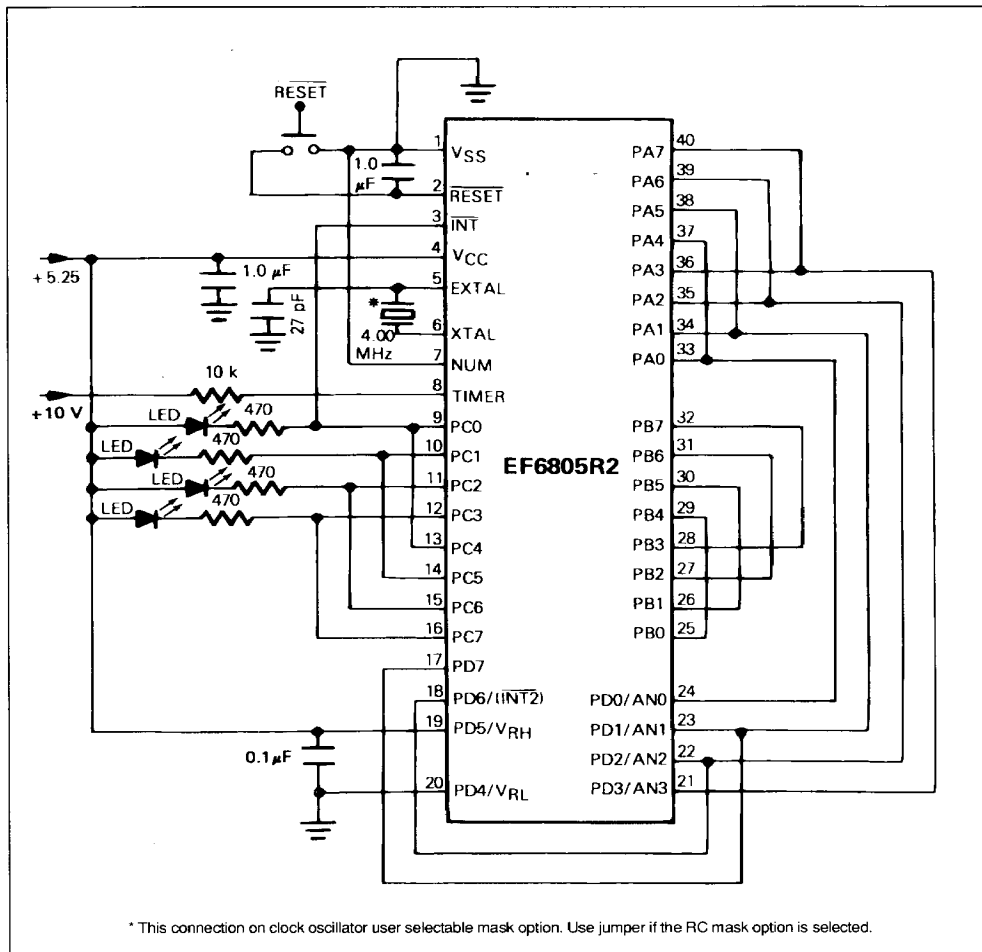 RESET
1.0
µF
1
VSS
2
RESET
3
INT
4
VCC
5
EXTAL
6
XTAL
7
NUM
8
TIMER
9
PC0
10
PC1
11
PC2
12
PC3
13
PC4
14
PC5
15
PC6
16
PC7
17
PD7
18
PD6/(INT2)
19
PD5/VRH
20
PD4/VRL
+5.25
1.0 µF
27 pF
*
4.00
MHz
10 k
+10 V
LED
470
LED
470
LED
470
LED
470
0.1µF
EF6805R2
40
PA7
39
PA6
38
PA5
37
PA4
36
PA3
35
PA2
34
PA1
33
PA0
32
PB7
31
PB6
30
PB5
29
PB4
28
PB3
27
PB2
26
PB1
25
PB0
24
PD0/AN0
23
PD1/AN1
22
PD2/AN2
21
PD3/AN3
* This connection on clock oscillator user selectable mask option. Use jumper if the RC mask option is selected.